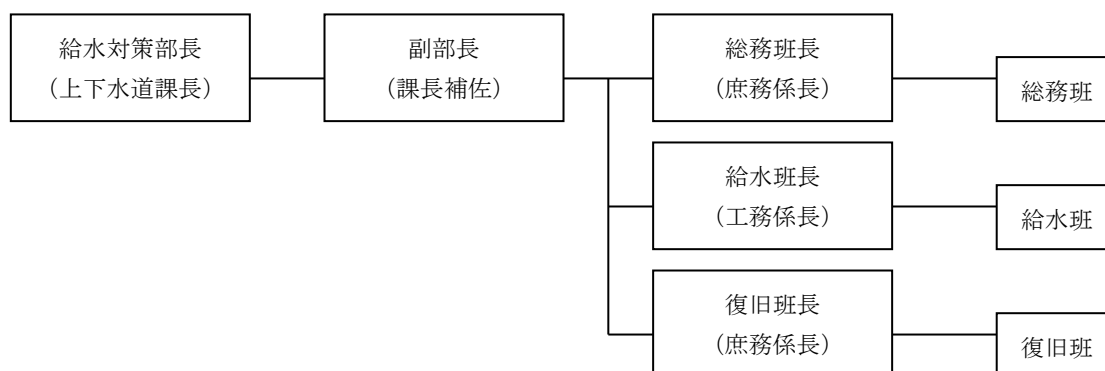 給水対策部長
（上下水道課長）
副部長
（課長補佐）
総務班長
（庶務係長）
総務班
給水班長
（工務係長）
給水班
復旧班長
（庶務係長）
復旧班